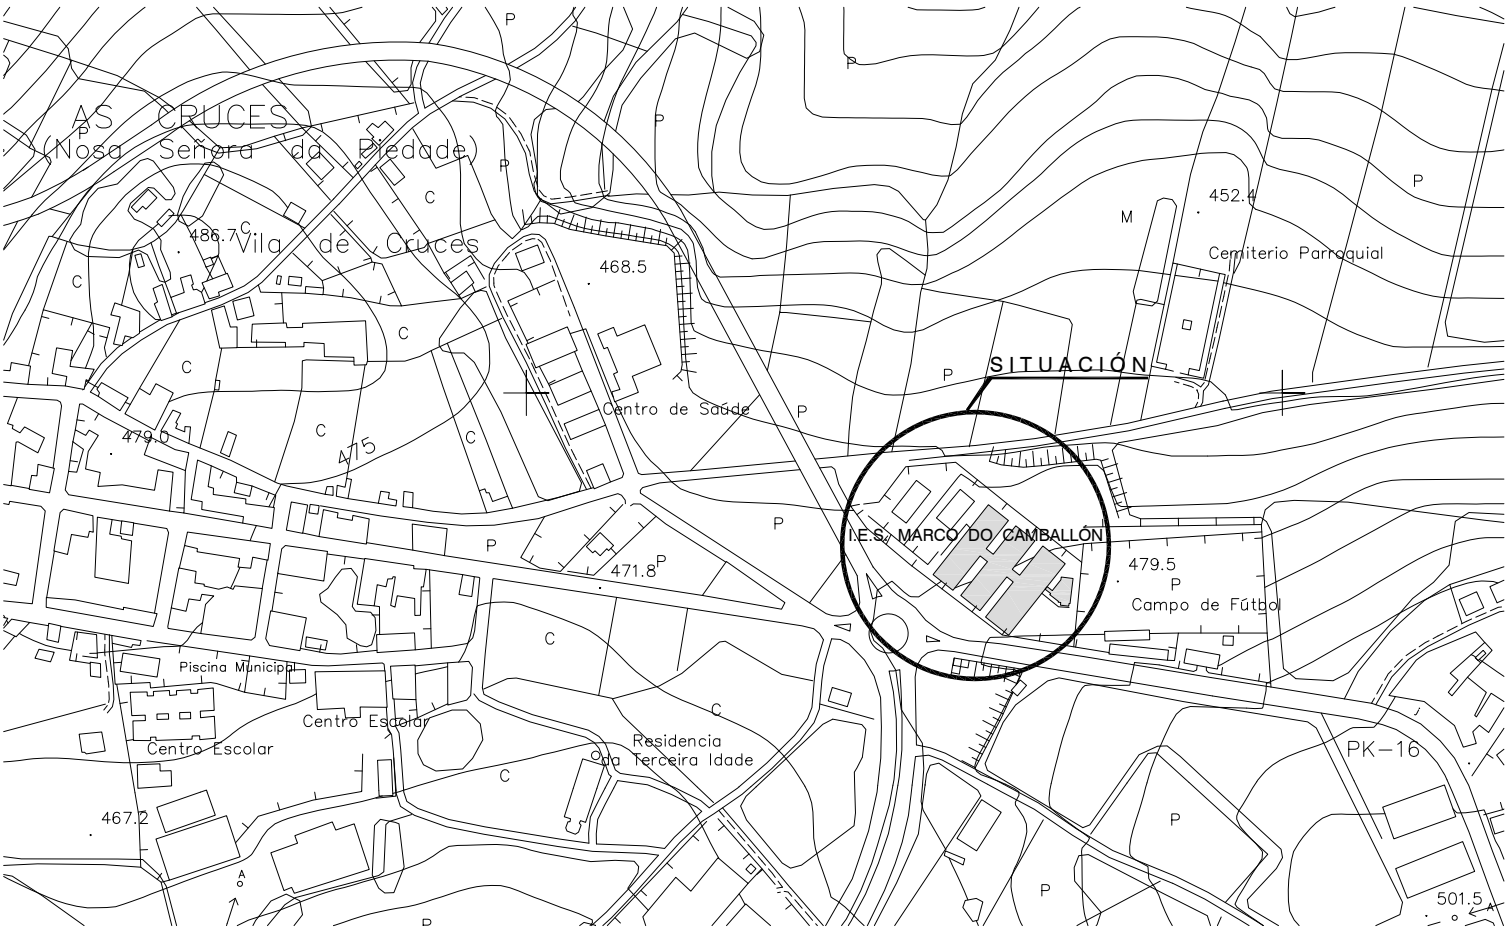 P
P
AS CRUCES
P
(Nosa Señora da Piedade)
P
P
P
C
452.4
M
486.7
C
Vila de Cruces
Cemiterio Parroquial
468.5
C
C
SITUACIÓN
C
P
Centro de Saúde
P
C
C
479.0
475
P
I.E.S. MARCO DO CAMBALLÓN
P
P
471.8
479.5
P
Campo de Fútbol
C
Piscina Municipal
C
Centro Escolar
Centro Escolar
Residencia
da Terceira Idade
PK-16
C
467.2
P
A
P
501.5
A
P